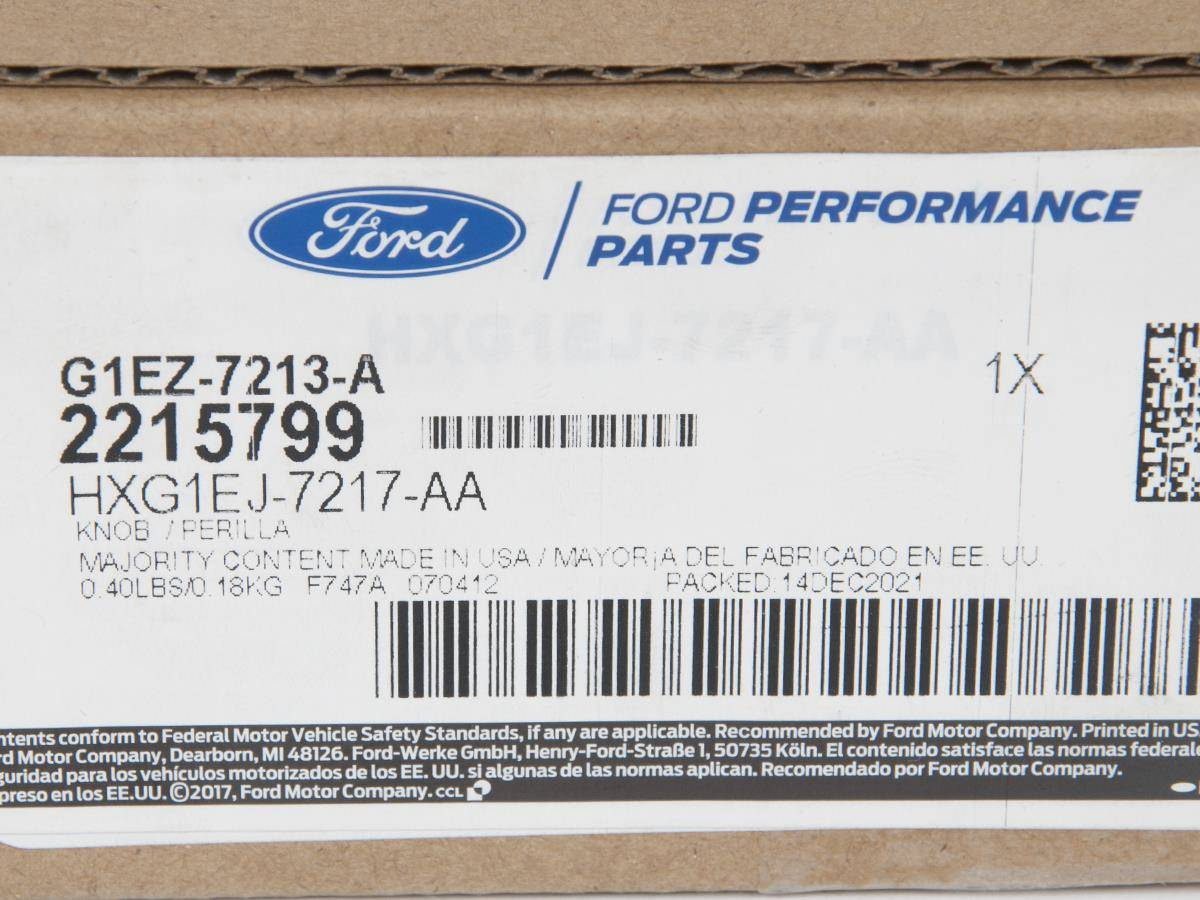 Ford
FORD PERFORMANCE
PARTS
HXG1EJ-7217-AA
G1EZ-7213-A
1X
2215799
HXG1EJ-7217-AA
KNOB / PERILLA
MAJORITY CONTENT MADE IN USA / MAYOR¡A DEL FABRICADO EN EE. UU.
0.40LBS/0.18KG F747A 070412 PACKED:14DEC2021
ntents conform to Federal Motor Vehicle Safety Standards, if any are applicable. Recommended by Ford Motor Company. Printed in US
rd Motor Company, Dearborn, MI 48126. Ford-Werke GmbH, Henry-Ford-Straße 1, 50735 Köln. El contenido satisface las normas federale
guridad para los vehículos motorizados de los EE. UU. si algunas de las normas aplican. Recomendado por Ford Motor Company.
preso en los EE.UU. ©2017, Ford Motor Company. CCL